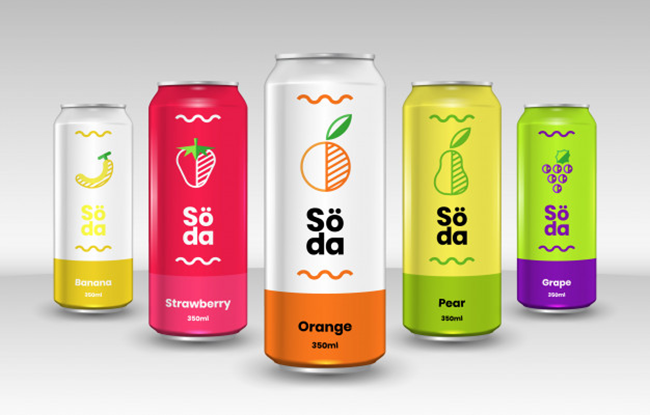 Sö
da
Banana
350ml
Sö
da
Strawberry
350ml
Sö
da
Orange
350ml
Sö
da
Pear
350ml
Sö
da
Grape
350ml